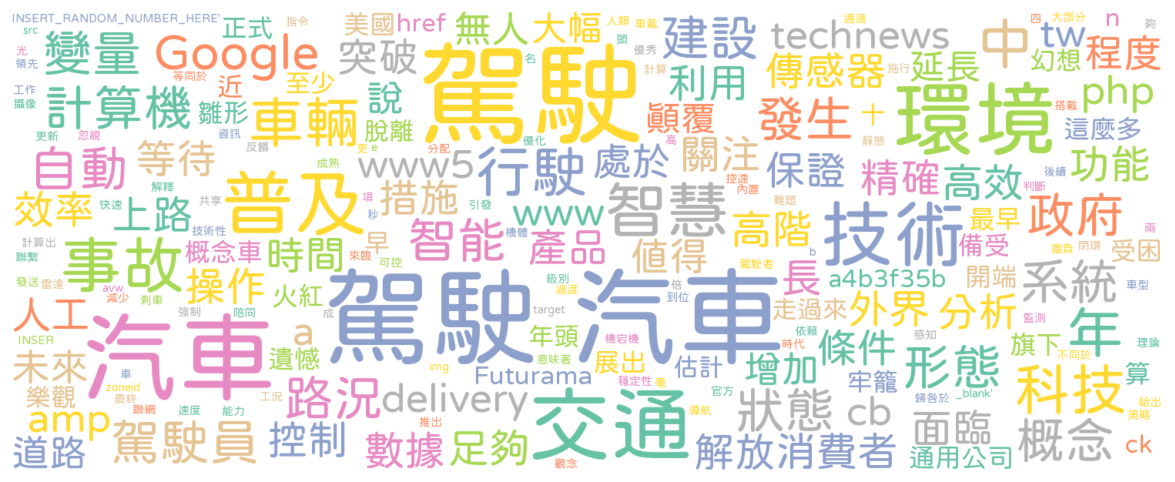 INSERT_RANDOM_NUMBER_HERE'
正式
美國
href
無人
大幅
建設
technews
中
n
四
大部分
tw
指令
人類
車載
通過
夠
src
變量
Google
突破
駕駛
傳感器
延長
幻想
程度
光
領先
等同於
近
至少
名
頭
優秀
利用
計算
施行
環境
php
工作
攝像
計算機
雛形
車輛
說
顛覆
發生
十
搭載
這麼多
更新
忽視
資訊
脫離
分配
優化
高
靜態
自動
等待
反饋
更
e
www5
行駛
處於
關注
保證
精確
高效
後續
功能
解釋
成熟
控速
內置
判斷
效率
快速
共享
上路
普及
項
秒
措施
引發
www
智慧
難題
高階
技術
最早
政府
計算出
技術性
機體
智能
產品
值得
備受
兩
聯繫
事故
概念車
時間
來臨
早
可控
駕駛者
b
擔負
閉環
受困
發送
雷達
avw
操作
火紅
級別
倍
長
a4b3f35b
開端
系統
車型
減少
剎車
強制
陪同
成
駕駛汽車
過渡
到位
target
走過來
外界
分析
人工
汽車
a
年頭
機宕機
依賴
感知
旗下
監測
年
INSER
遺憾
意味著
展出
估計
時代
條件
不同於
理論
未來
車
img
Futurama
增加
牢籠
形態
算
樂觀
zoneid
最終
工況
路況
delivery
穩定性
毫
官方
狀態
cb
歸咎於
_blank'
科技
給出
策略
amp
聯網
速度
能力
推出
交通
導航
面臨
概念
ck
道路
駕駛員
控制
數據
足夠
觀念
解放消費者
通用公司